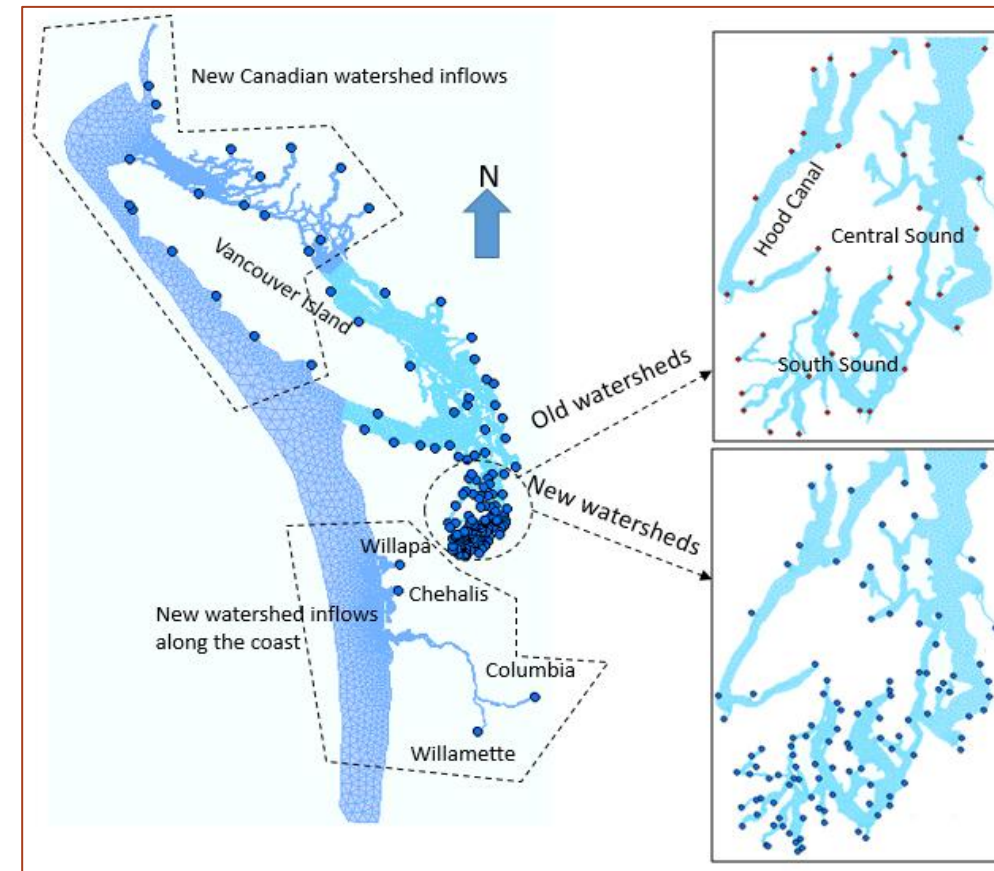 New Canadian watershed inflows
N
Vancouver Island
Hood Canal
Central Sound
South Sound
Old watersheds
New watersheds
Willapa
Chehalis
New watershed inflows
along the coast
Columbia
Willamette